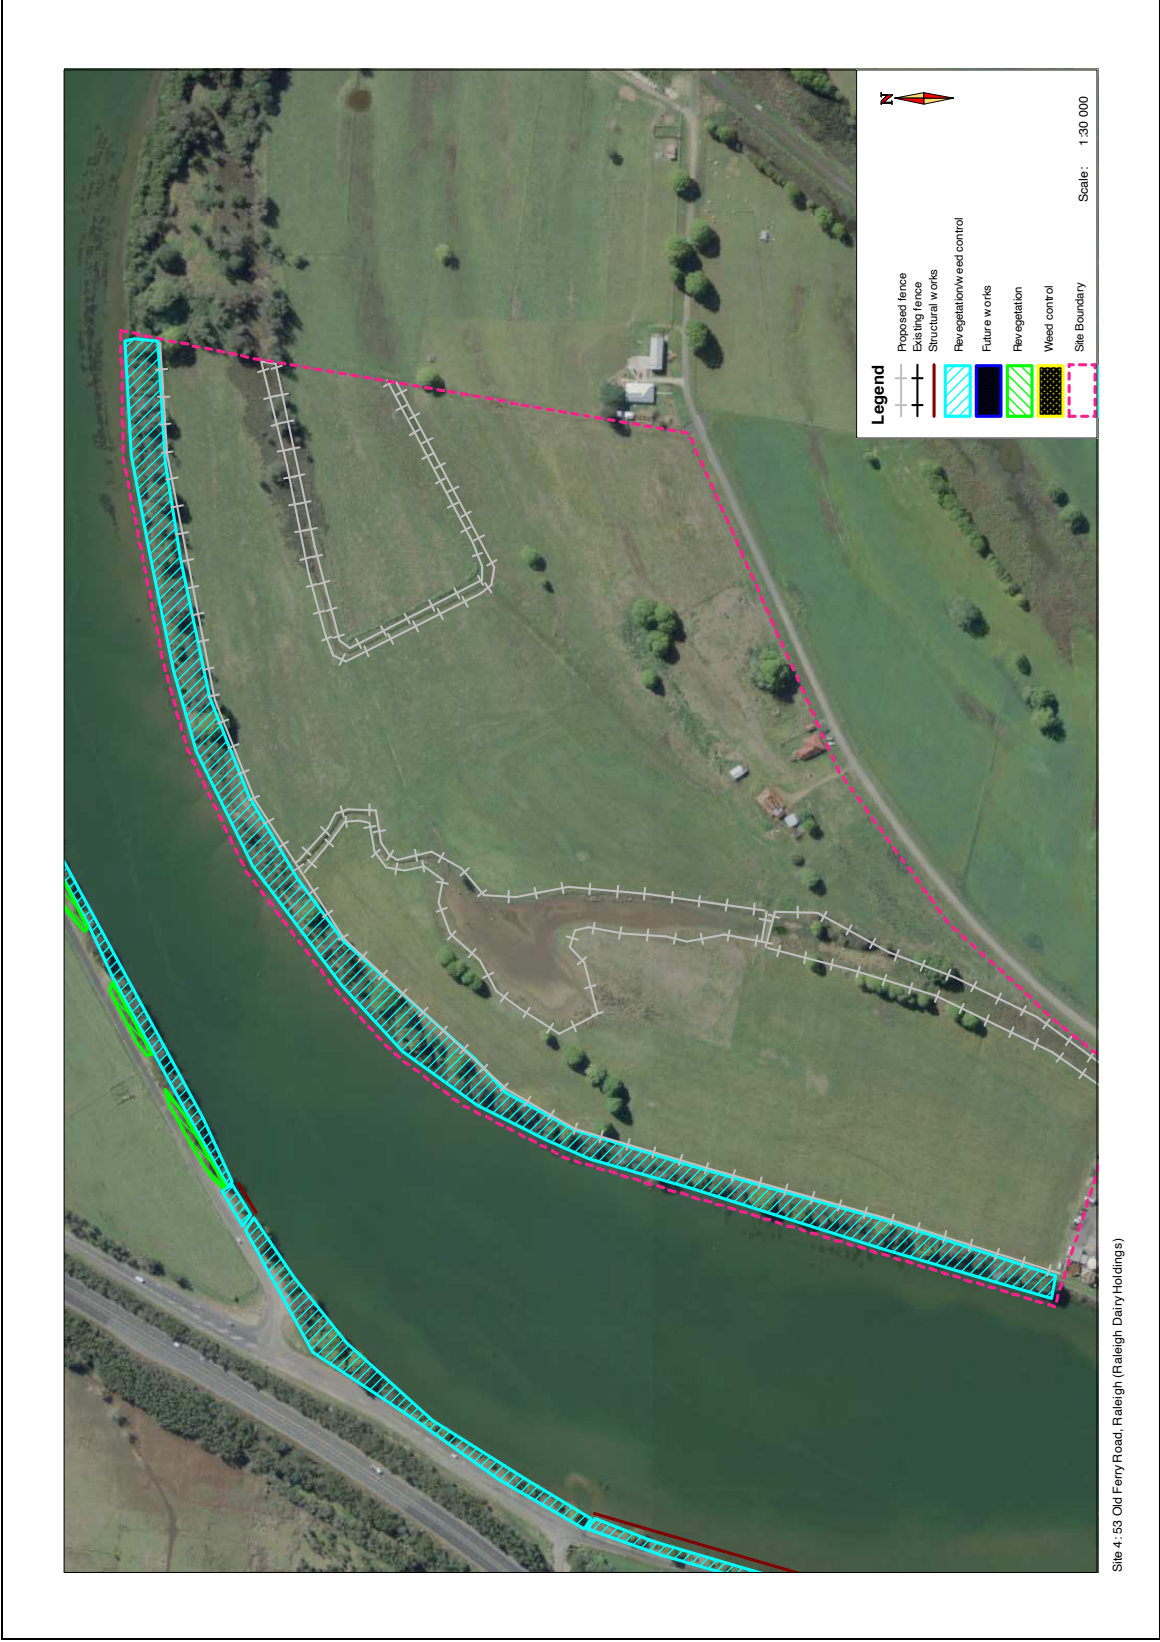 N
Legend
Proposed fence
Existing fence
Structural works
Revegetation/weed control
Future works
Revegetation
Weed control
Site Boundary
Scale: 1:30 000
Site 4: 53 Old Ferry Road, Raleigh (Raleigh Dairy Holdings)